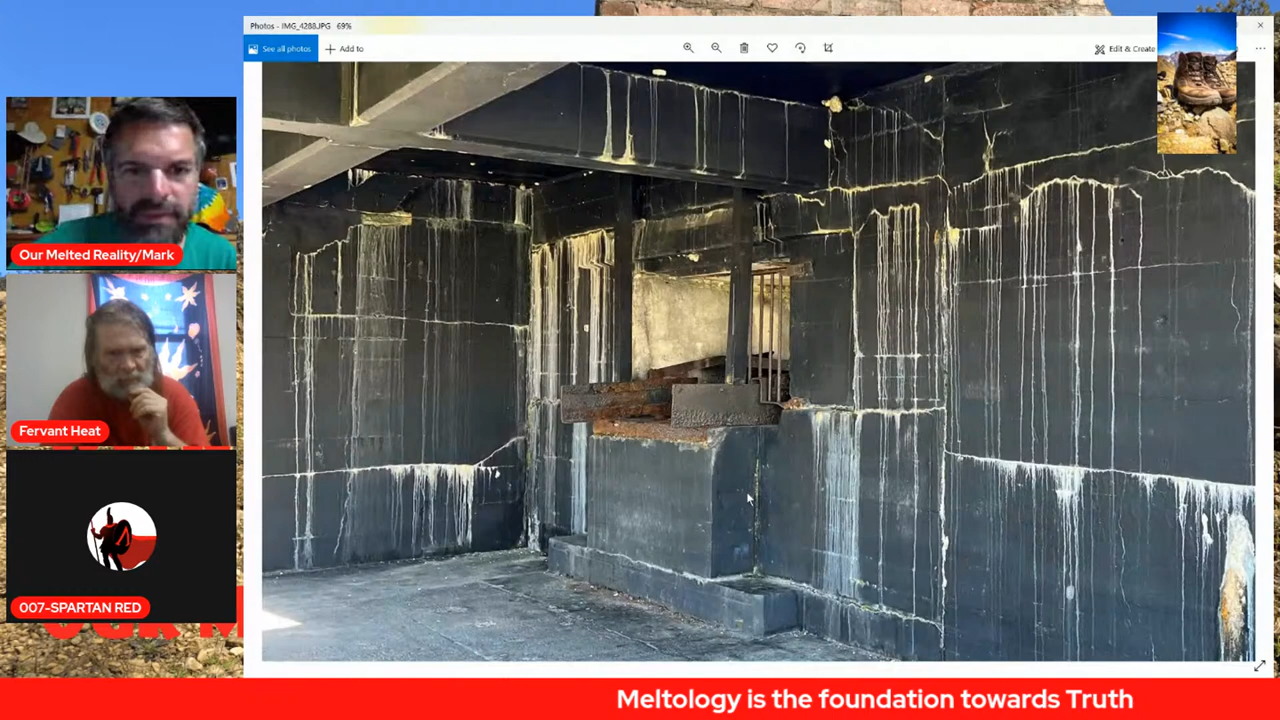 Photos - IMG_4288.JPG 69%
See all photos
Add to
Edit & Create
Our Melted Reality/Mark
Fervant Heat
007-SPARTAN RED
Meltology is the foundation towards Truth